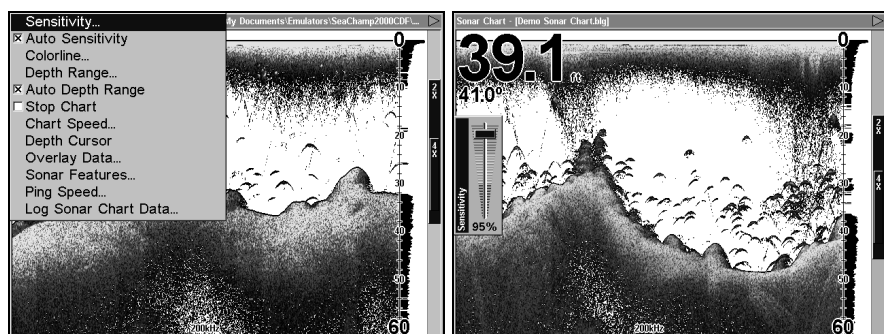 Sensitivity...
My Documents\Emulators\SeaChamp2000CDF\...
Auto Sensitivity
Colorline...
Depth Range...
Auto Depth Range
Stop Chart
Chart Speed...
Depth Cursor
Overlay Data...
Sonar Features...
Ping Speed...
Log Sonar Chart Data...
0
10
20
30
40
50
60
2X
4X
200kHz
Sonar Chart - [Demo Sonar Chart.blg]
39.1 ft
41.0°
Sensitivity
95%
0
10
20
30
40
50
60
2X
4X
200kHz